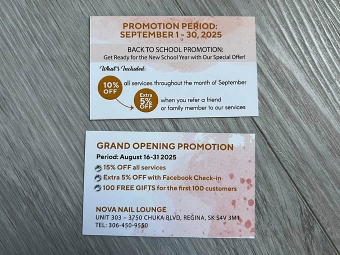 PROMOTION PERIOD:
SEPTEMBER 1 - 30, 2025
BACK TO SCHOOL PROMOTION:
Get Ready for the New School Year with Our Special Offer!
What's Included:
10% OFF
all services throughout the month of September
Extra 5% OFF
when you refer a friend
or family member to our services
GRAND OPENING PROMOTION
Period: August 16-31 2025
15% OFF all services
Extra 5% OFF with Facebook Check-in
100 FREE GIFTS for the first 100 customers
NOVA NAIL LOUNGE
UNIT 303 - 3750 CHUKA BLVD, REGINA, SK S4V 3M1
TEL: 306-450-9550